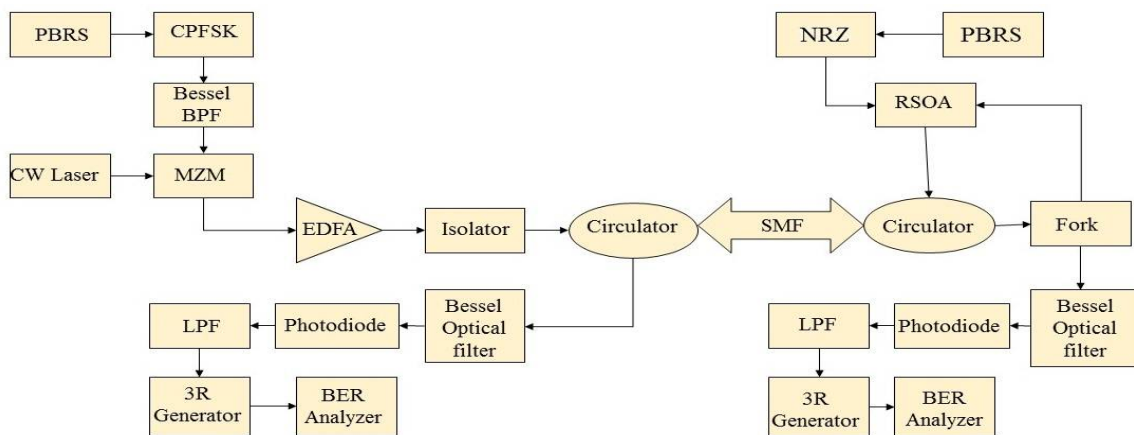 PBRS
CPFSK
NRZ
PBRS
Bessel
BPF
RSOA
CW Laser
MZM
EDFA
Isolator
Circulator
SMF
Circulator
Fork
LPF
Photodiode
Bessel
Optical
filter
LPF
Photodiode
Bessel
Optical
filter
3R
Generator
BER
Analyzer
3R
Generator
BER
Analyzer